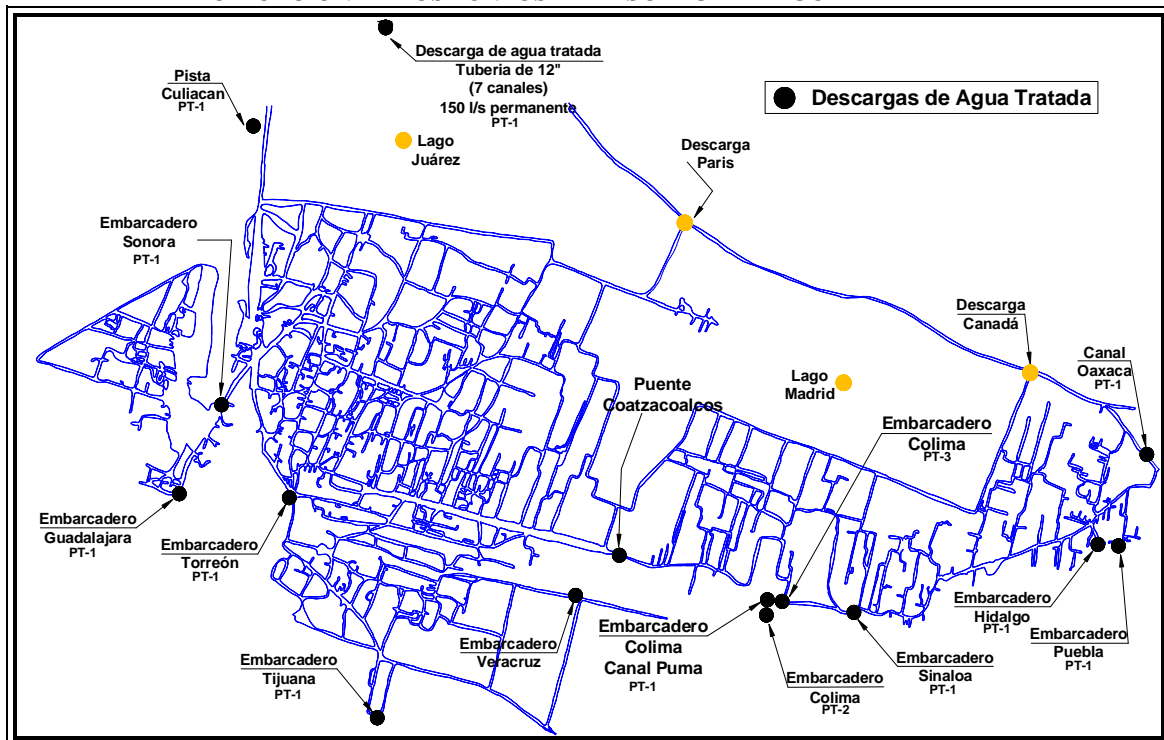 Descarga de agua tratada
Tuberia de 12"
(7 canales)
150 l/s permanente
PT-1
Pista
Culiacan
PT-1
Descargas de Agua Tratada
Lago
Juárez
Descarga
Paris
Embarcadero
Sonora
PT-1
Descarga
Canadá
Canal
Oaxaca
PT-1
Lago
Madrid
Puente
Coatzacoalcos
Embarcadero
Colima
PT-3
Embarcadero
Guadalajara
PT-1
Embarcadero
Torreón
PT-1
Embarcadero
Hidalgo
PT-1
Embarcadero
Puebla
PT-1
Embarcadero
Veracruz
Embarcadero
Colima
Canal Puma
PT-1
Embarcadero
Tijuana
PT-1
Embarcadero
Colima
PT-2
Embarcadero
Sinaloa
PT-1